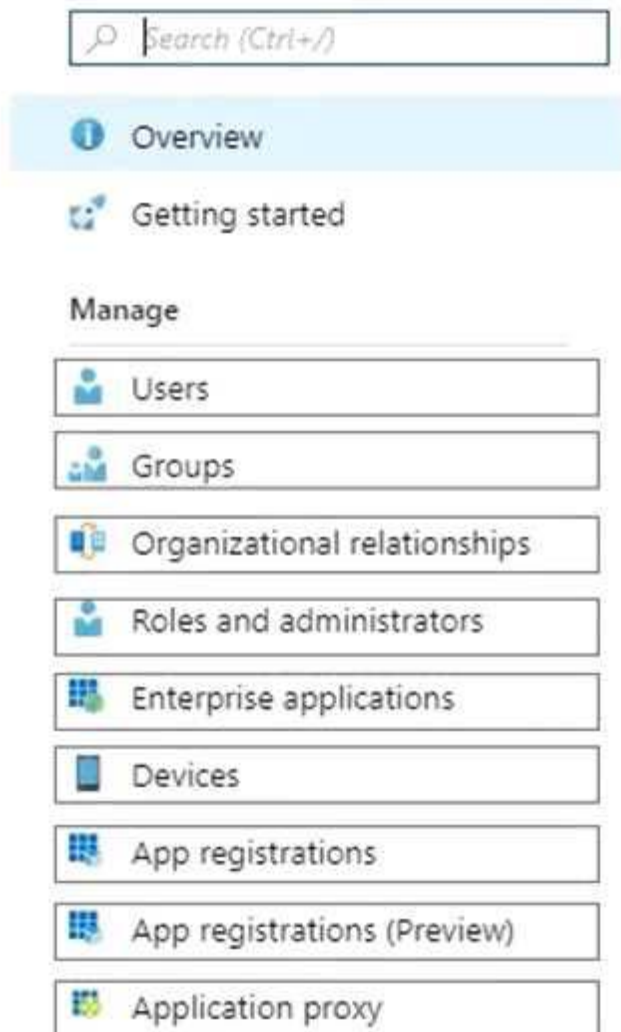 Search (Ctrl+/)
Overview
Getting started
Manage
Users
Groups
Organizational relationships
Roles and administrators
Enterprise applications
Devices
App registrations
App registrations (Preview)
Application proxy